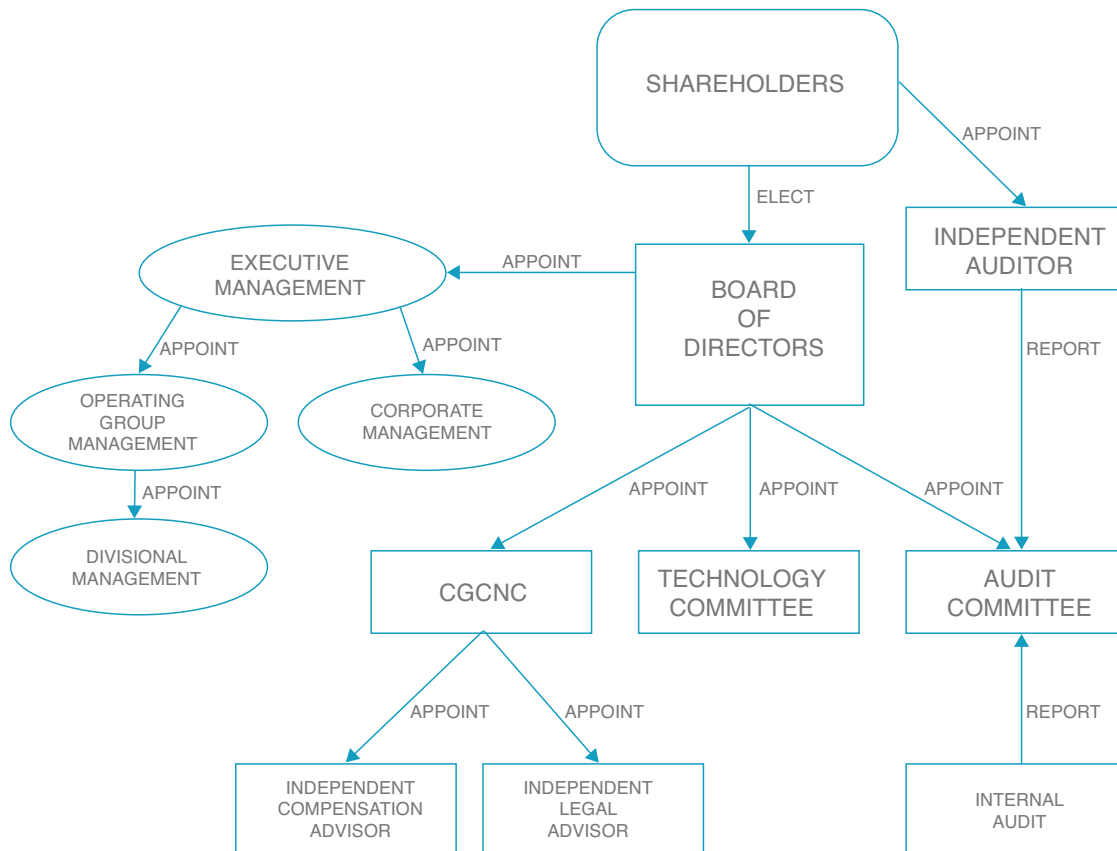 SHAREHOLDERS
APPOINT
ELECT
INDEPENDENT
AUDITOR
EXECUTIVE
MANAGEMENT
APPOINT
BOARD
OF
DIRECTORS
APPOINT
APPOINT
REPORT
OPERATING
GROUP
MANAGEMENT
CORPORATE
MANAGEMENT
APPOINT
APPOINT
APPOINT
APPOINT
DIVISIONAL
MANAGEMENT
CGCNC
TECHNOLOGY
COMMITTEE
AUDIT
COMMITTEE
APPOINT
APPOINT
REPORT
INDEPENDENT
COMPENSATION
ADVISOR
INDEPENDENT
LEGAL
ADVISOR
INTERNAL
AUDIT